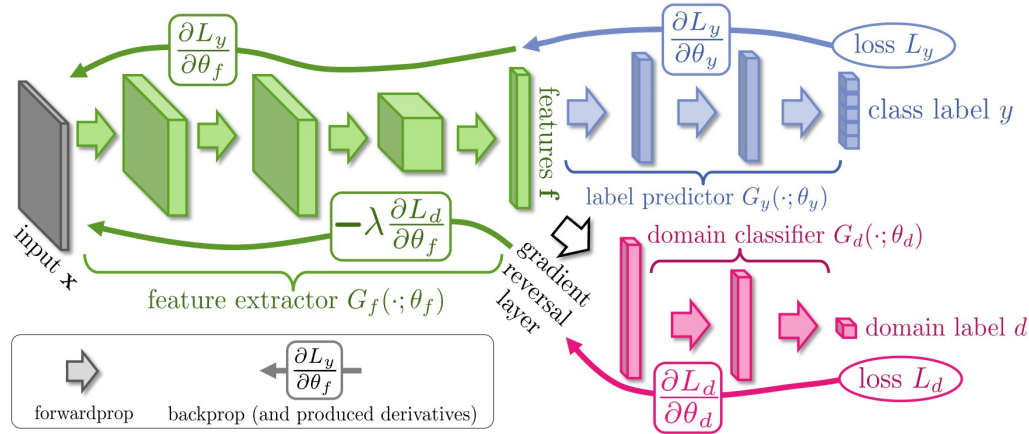 ∂L_y/∂θ_f
∂L_y/∂θ_y
loss L_y
features f
class label y
label predictor G_y(·; θ_y)
−λ ∂L_d/∂θ_f
input x
feature extractor G_f(·; θ_f)
gradient
reversal
layer
domain classifier G_d(·; θ_d)
domain label d
∂L_d/∂θ_d
loss L_d
forwardprop
∂L_y/∂θ_f
backprop (and produced derivatives)